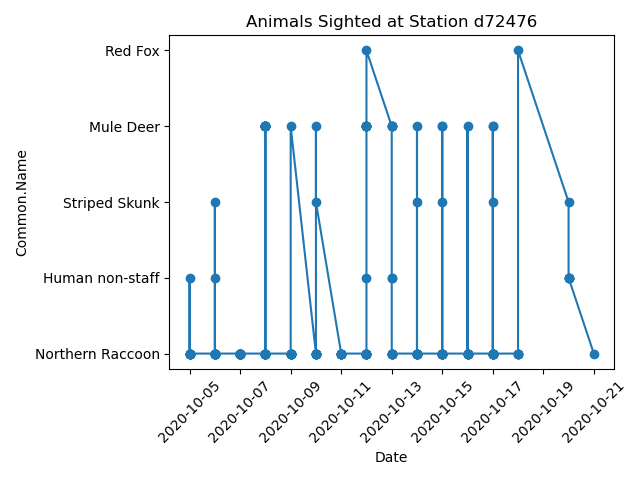 Animals Sighted at Station d72476
Red Fox
Mule Deer
Striped Skunk
Human non-staff
Northern Raccoon
Common.Name
2020-10-05
2020-10-07
2020-10-09
2020-10-11
2020-10-13
2020-10-15
2020-10-17
2020-10-19
2020-10-21
Date